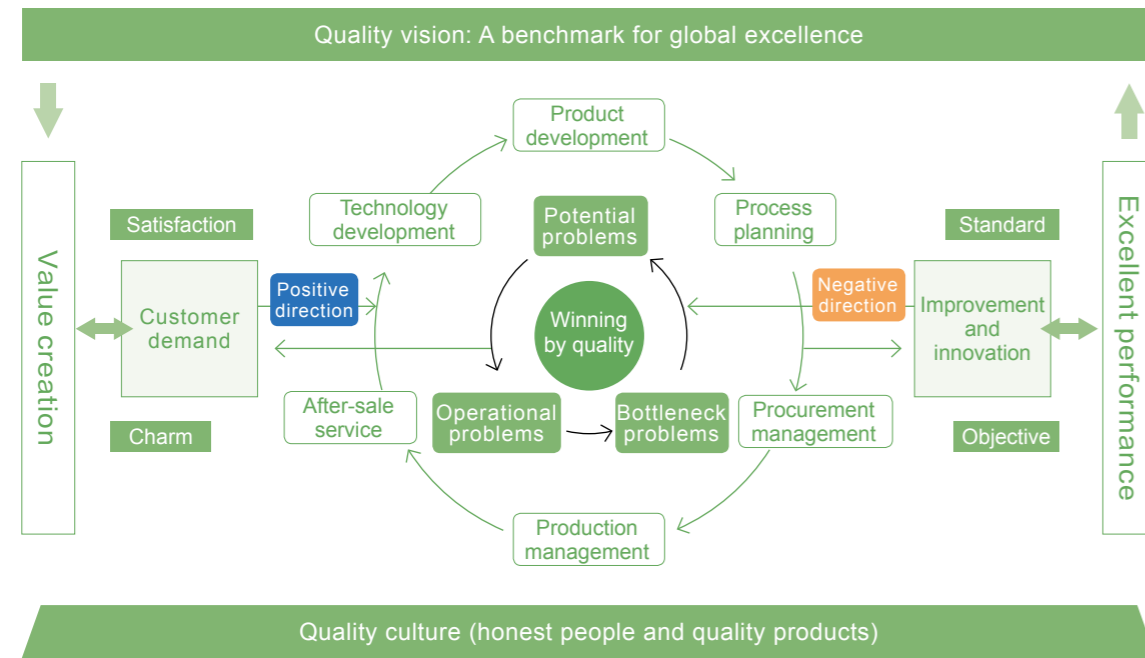 Quality vision: A benchmark for global excellence
Product
development
Technology
development
Potential
problems
Process
planning
Satisfaction
Standard
Value creation
Excellent performance
Positive
direction
Negative
direction
Customer
demand
Winning
by quality
Improvement
and
innovation
After-sale
service
Operational
problems
Bottleneck
problems
Procurement
management
Charm
Objective
Production
management
Quality culture (honest people and quality products)